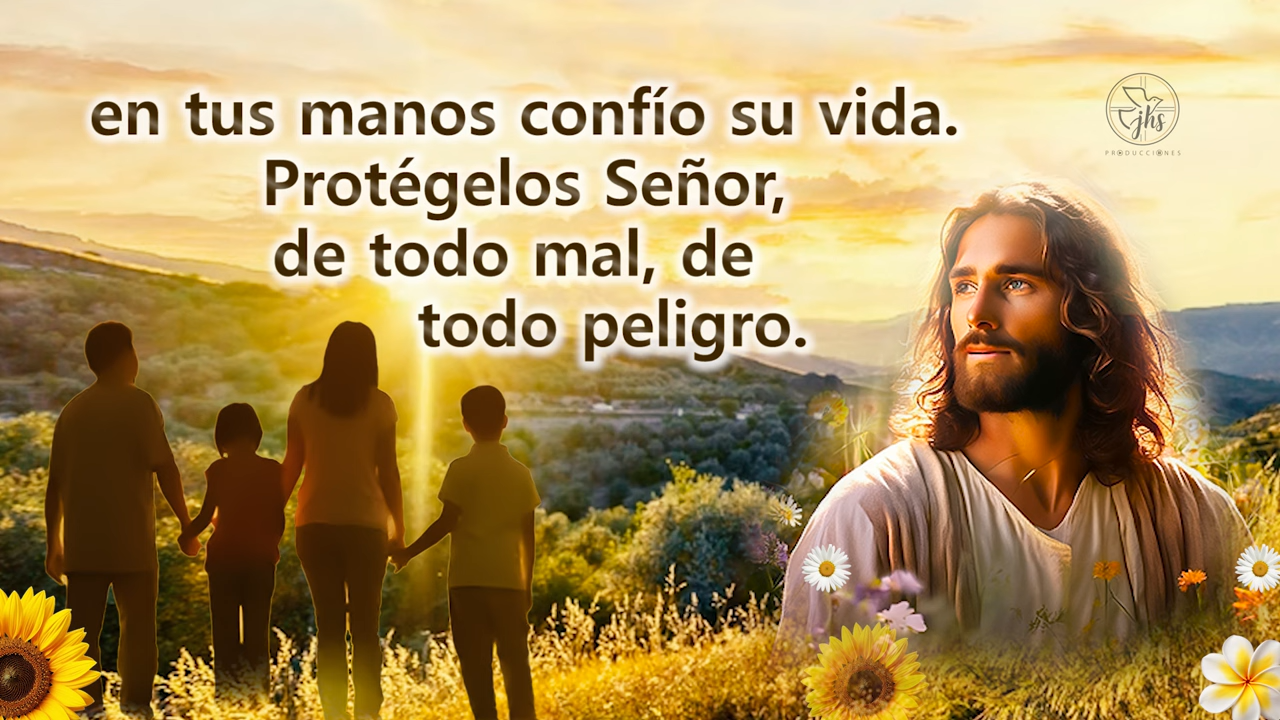 en tus manos confío su vida.
Protégelos Señor,
de todo mal, de
todo peligro.
jhs
PRODUCCIONES